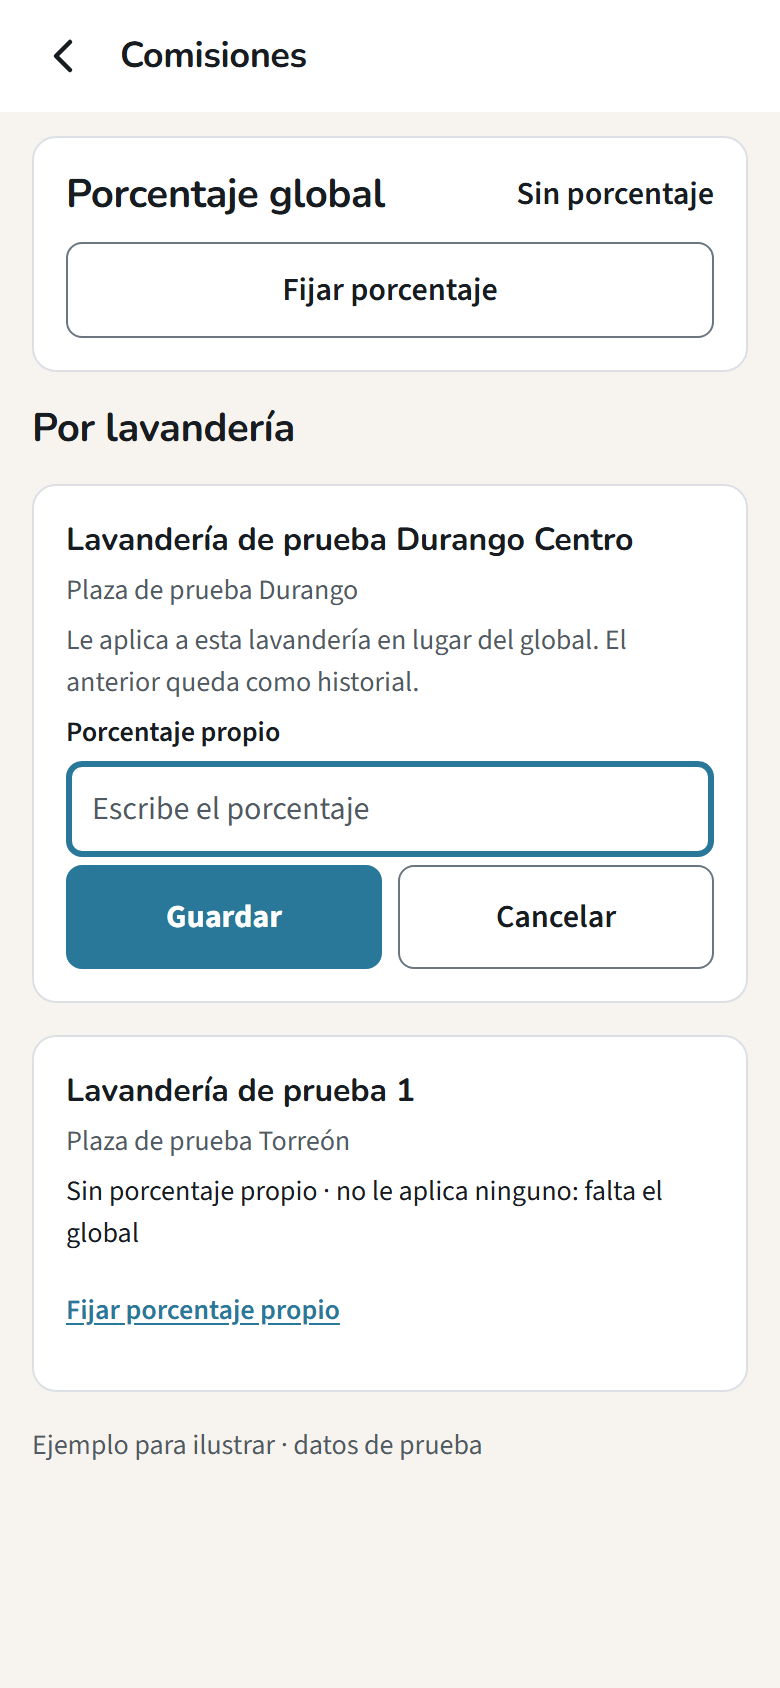 Comisiones
Porcentaje global
Sin porcentaje
Fijar porcentaje
Por lavandería
Lavandería de prueba Durango Centro
Plaza de prueba Durango
Le aplica a esta lavandería en lugar del global. El
anterior queda como historial.
Porcentaje propio
Escribe el porcentaje
Guardar
Cancelar
Lavandería de prueba 1
Plaza de prueba Torreón
Sin porcentaje propio · no le aplica ninguno: falta el
global
Fijar porcentaje propio
Ejemplo para ilustrar · datos de prueba